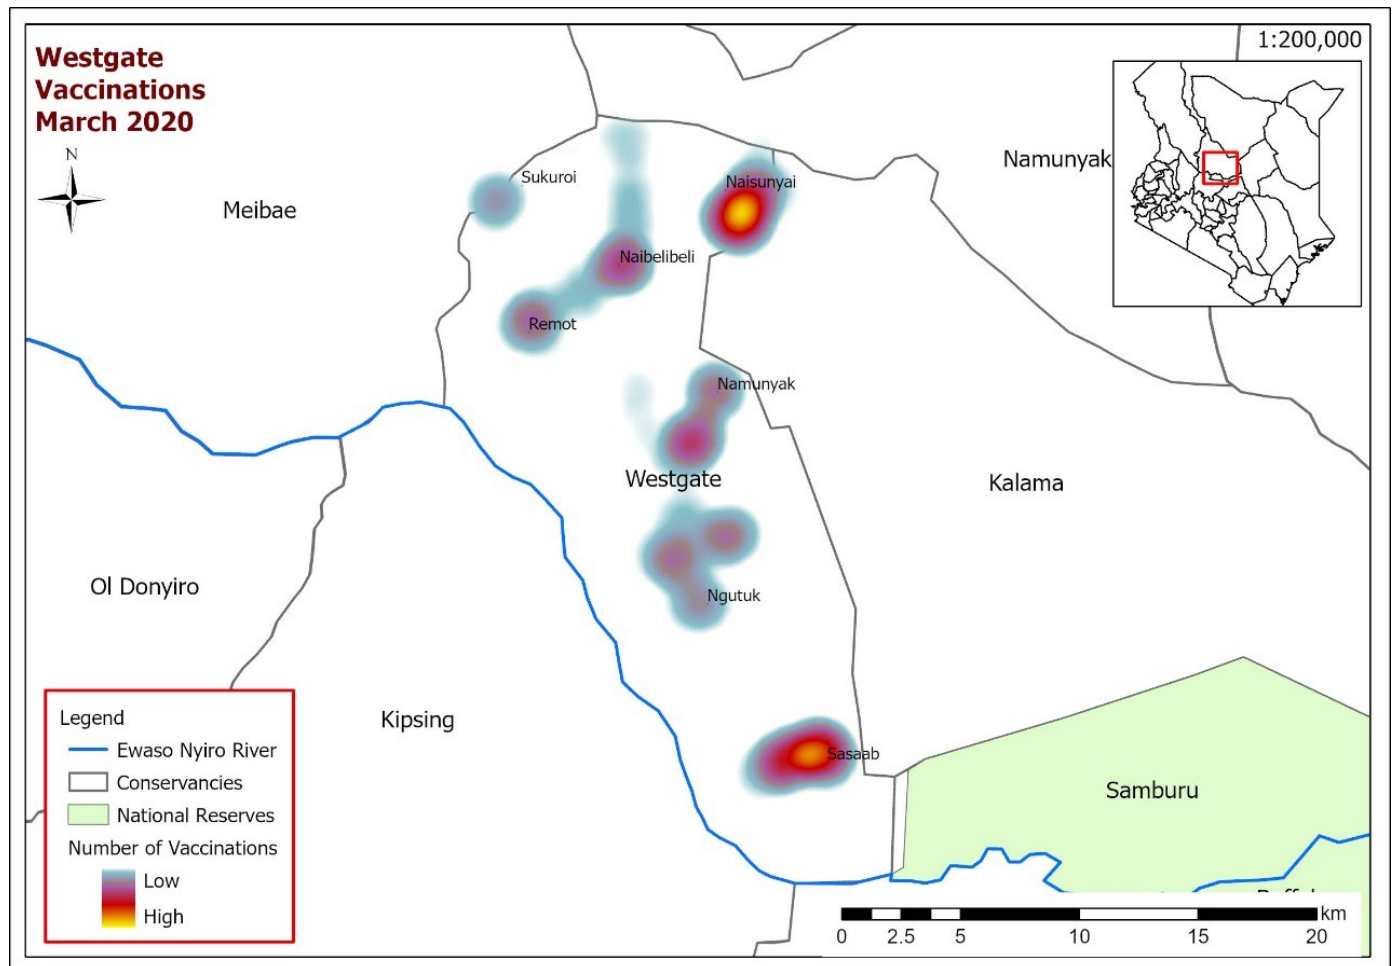 Westgate
Vaccinations
March 2020
1:200,000
N
Namunyak
Sukuroi
Naisunyai
Meibae
Naibelibeli
Remot
Namunyak
Westgate
Kalama
Ol Donyiro
Ngutuk
Kipsing
Sasaab
Samburu
Legend
Ewaso Nyiro River
Conservancies
National Reserves
Number of Vaccinations
Low
High
km
0 2.5 5 10 15 20